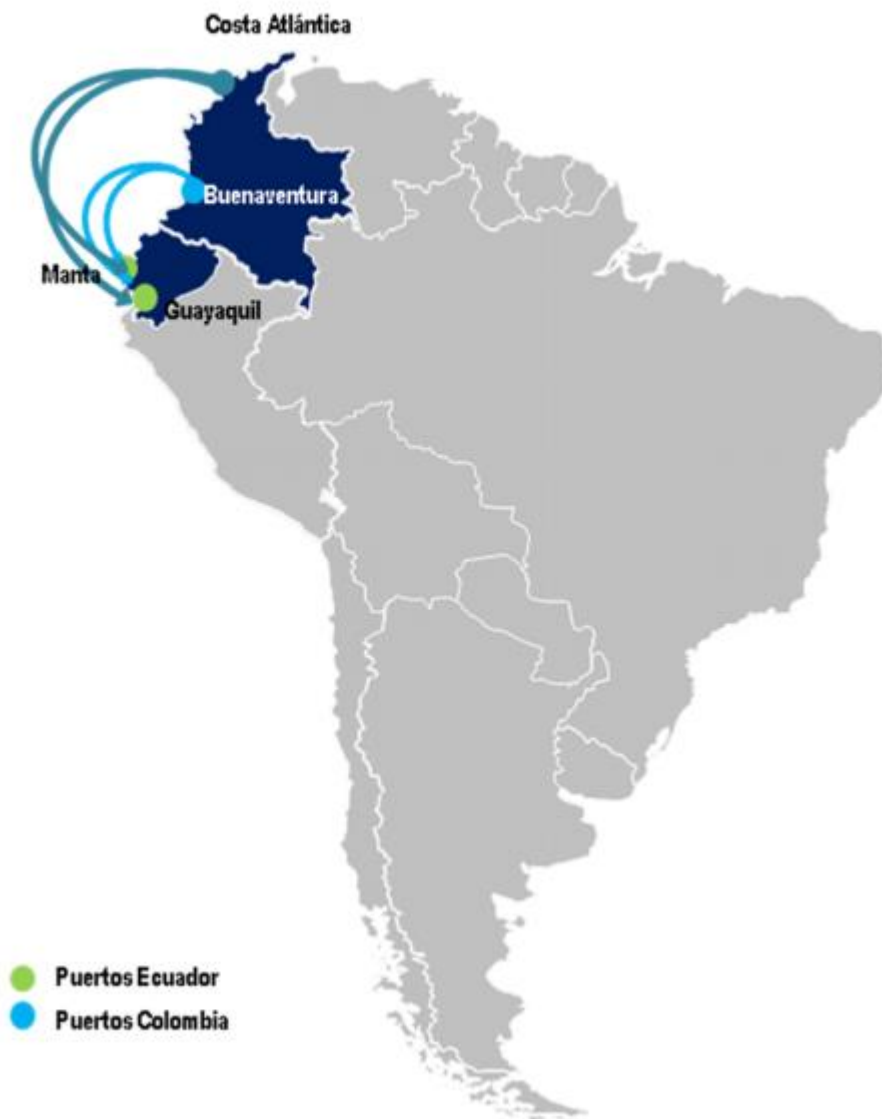 Costa Atlántica
Buenaventura
Manta
Guayaquil
Puertos Ecuador
Puertos Colombia